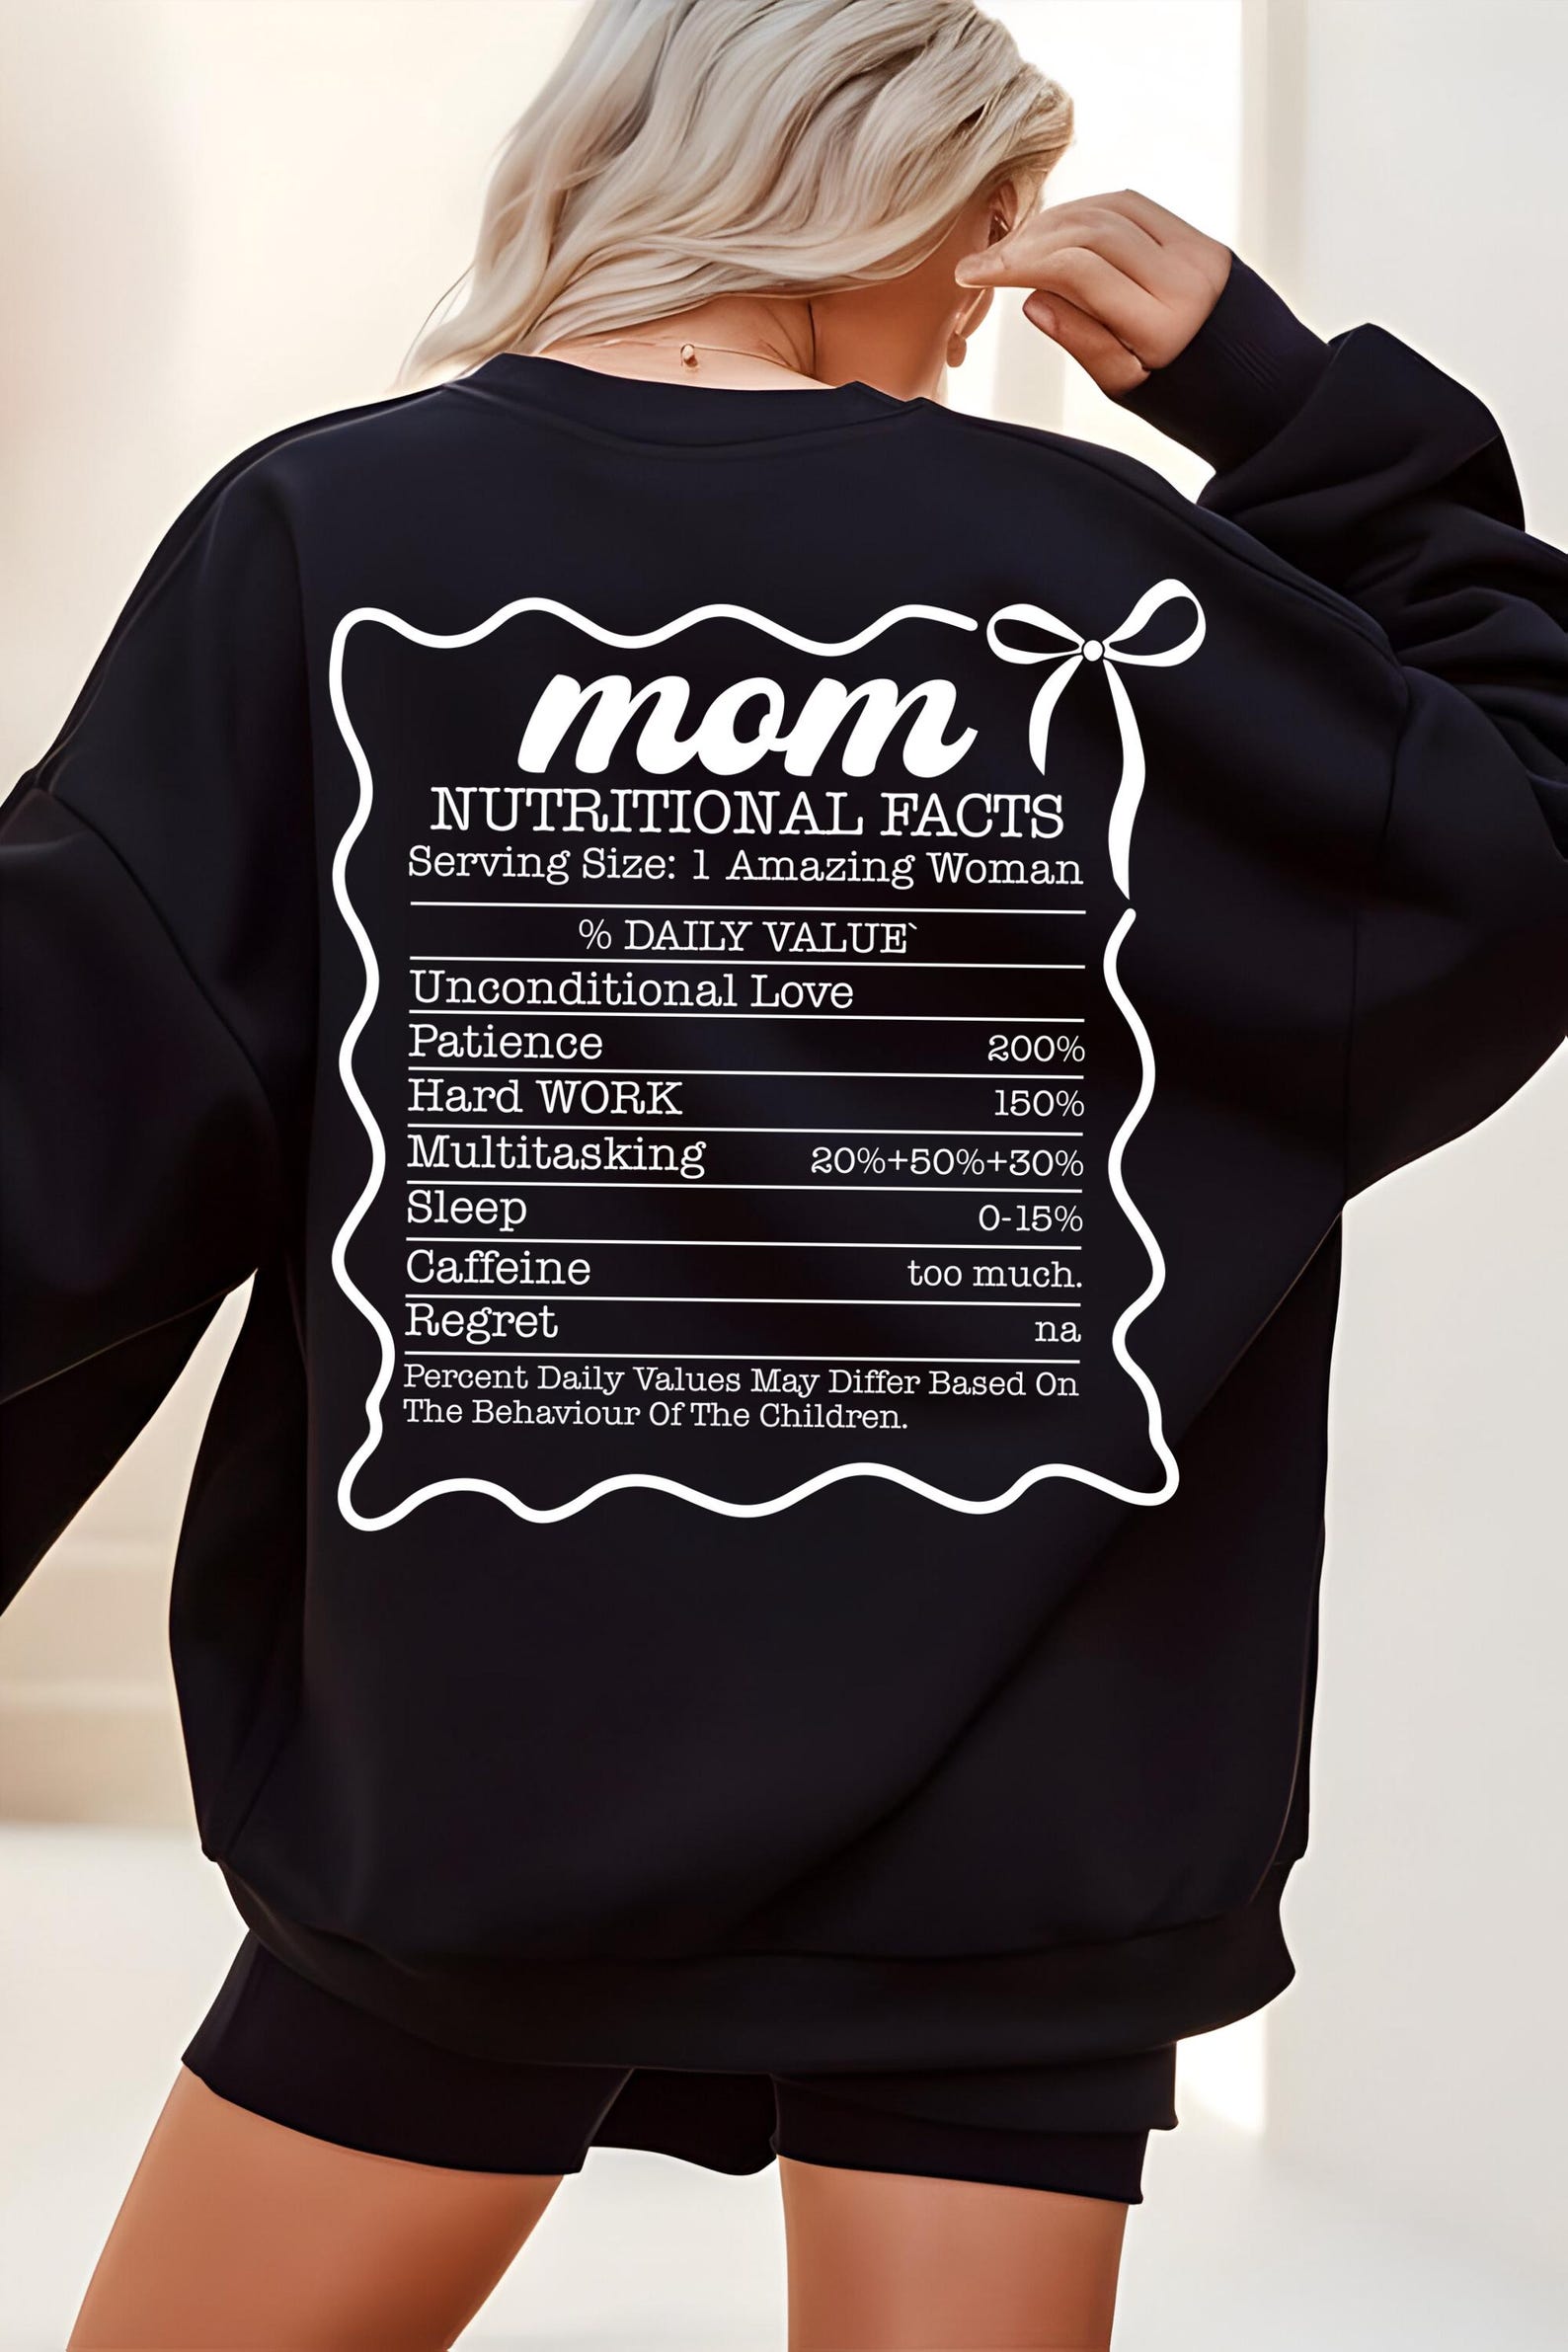 mom
NUTRITIONAL FACTS
Serving Size: 1 Amazing Woman
% DAILY VALUE`
Unconditional Love
Patience 200%
Hard WORK 150%
Multitasking 20%+50%+30%
Sleep 0-15%
Caffeine too much.
Regret na
Percent Daily Values May Differ Based On
The Behaviour Of The Children.